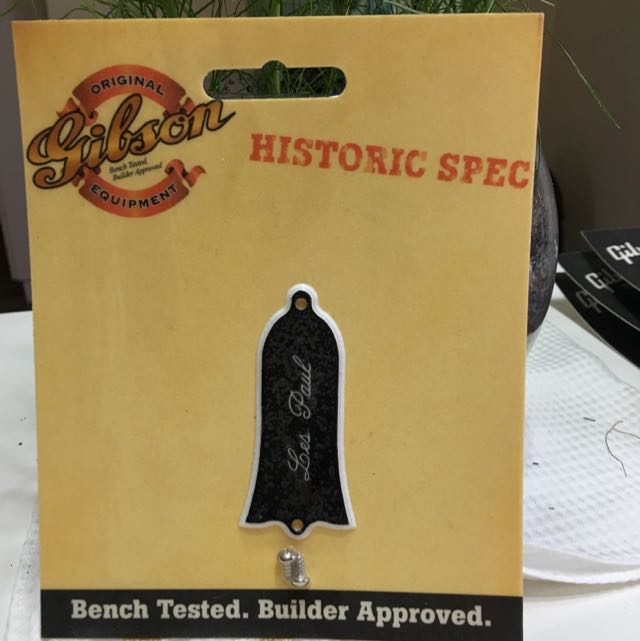 ORIGINAL
Gibson
Bench Tested.
Builder Approved
EQUIPMENT
HISTORIC SPEC
Les Paul
Bench Tested. Builder Approved.